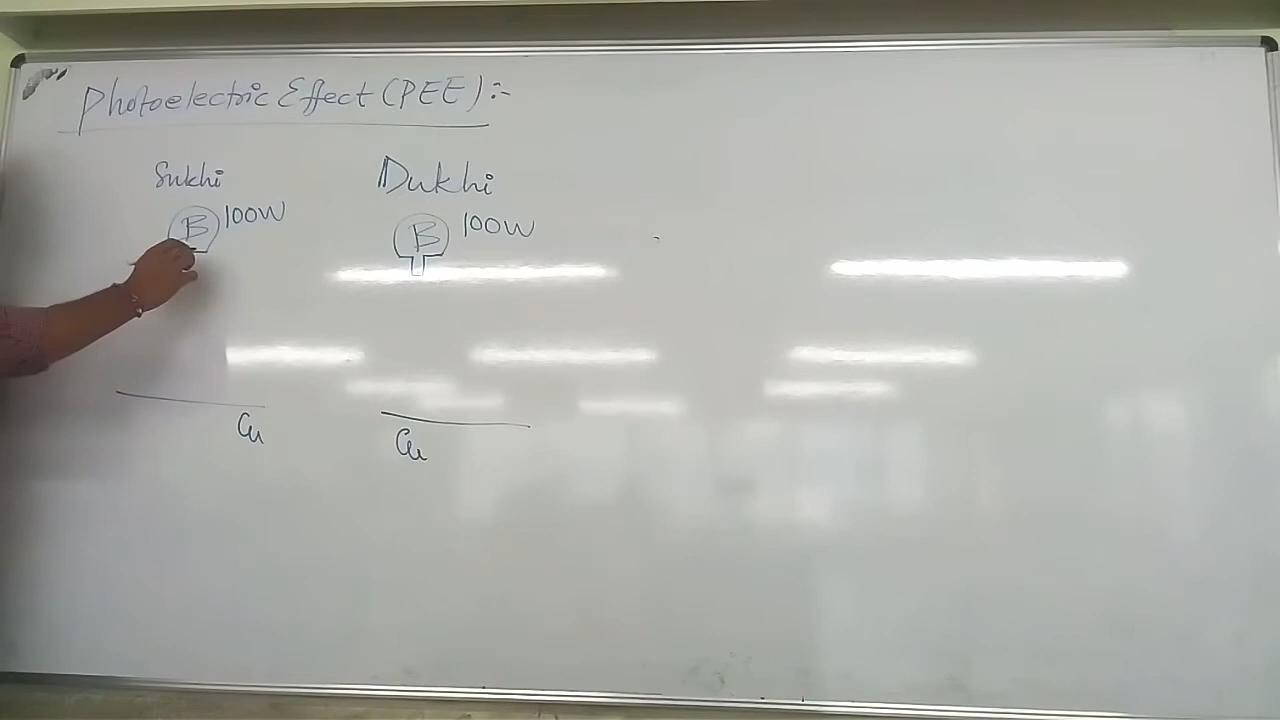 Photoelectric Effect (PEE):-
Sukhi
Dukhi
B 100W
B 100W
Cu
Cu